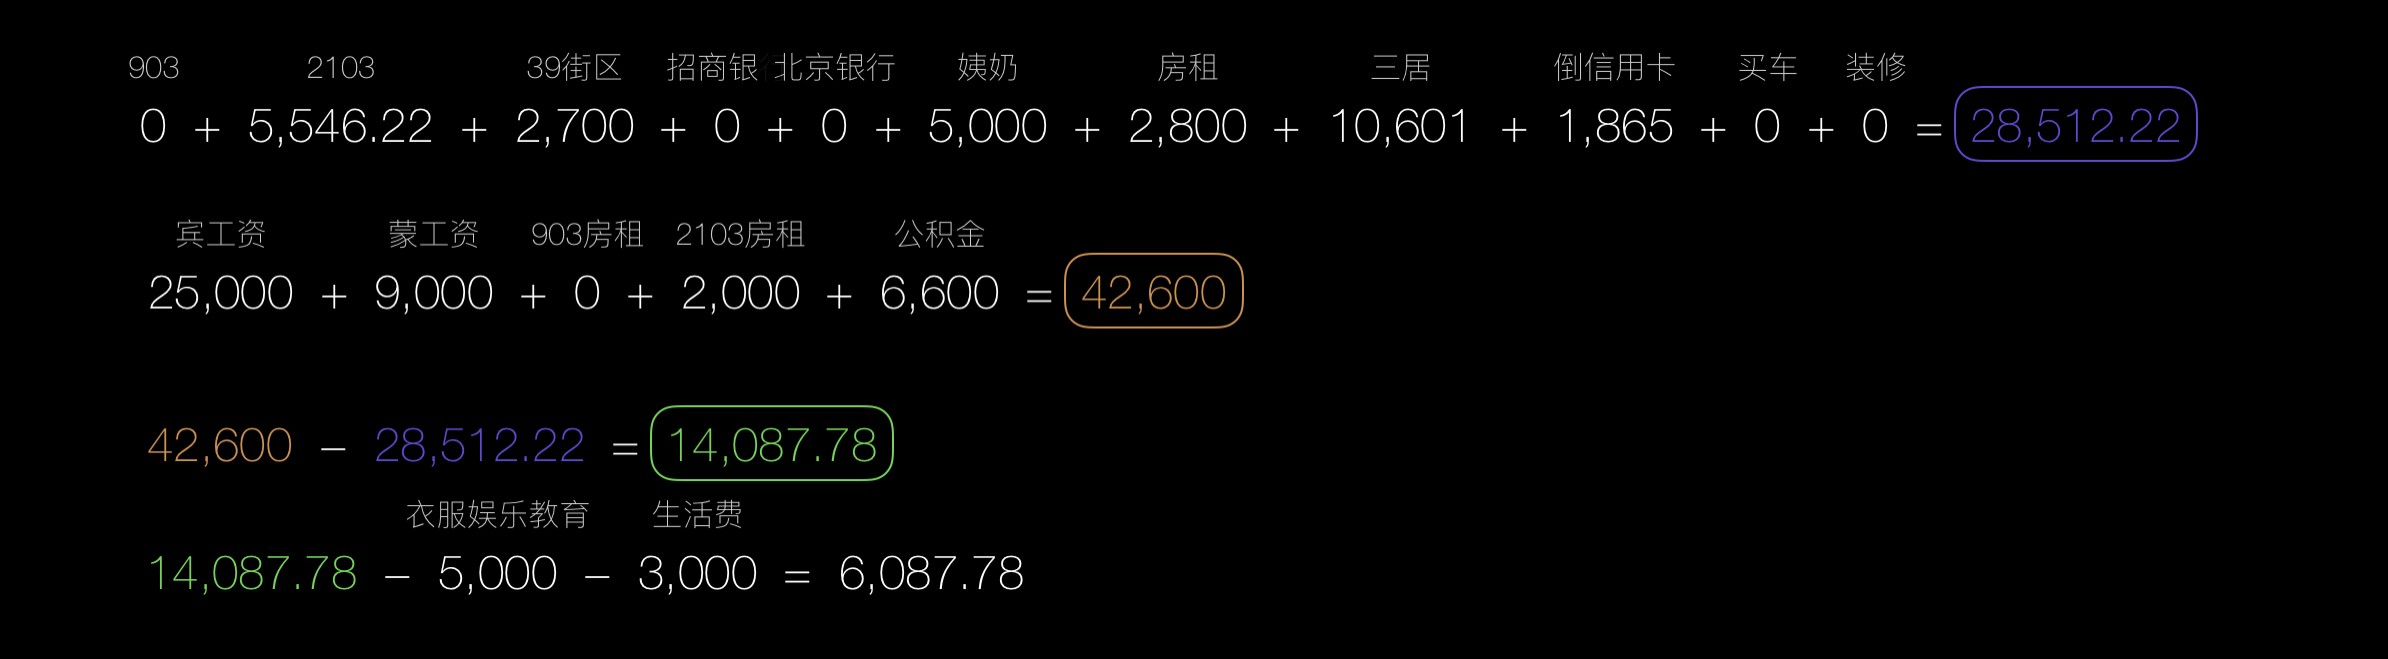 903 2103 39街区 招商银行 北京银行 姨奶 房租 三居 倒信用卡 买车 装修
0 + 5,546.22 + 2,700 + 0 + 0 + 5,000 + 2,800 + 10,601 + 1,865 + 0 + 0 = 28,512.22
宾工资 蒙工资 903房租 2103房租 公积金
25,000 + 9,000 + 0 + 2,000 + 6,600 = 42,600
42,600 – 28,512.22 = 14,087.78
衣服娱乐教育 生活费
14,087.78 – 5,000 – 3,000 = 6,087.78